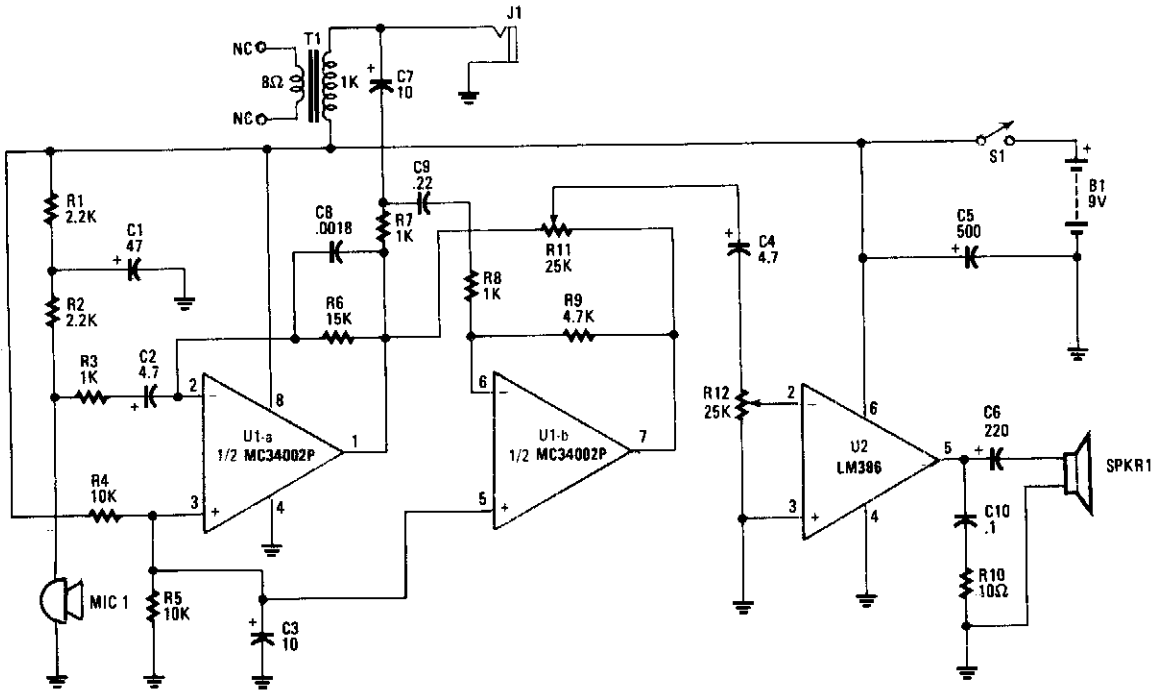 J1
T1
NC
8Ω
1K
NC
C7
10
S1
B1
9V
R1
2.2K
C1
47
C9
.22
C8
.0018
R7
1K
R11
25K
C4
4.7
C5
500
R2
2.2K
R6
15K
R8
1K
R9
4.7K
R3
1K
C2
4.7
2
8
U1-a
1/2 MC34002P
1
3
4
6
U1-b
1/2 MC34002P
7
5
R12
25K
2
6
U2
LM386
5
3
4
C6
220
SPKR1
R4
10K
C10
.1
R10
10Ω
MIC 1
R5
10K
C3
10